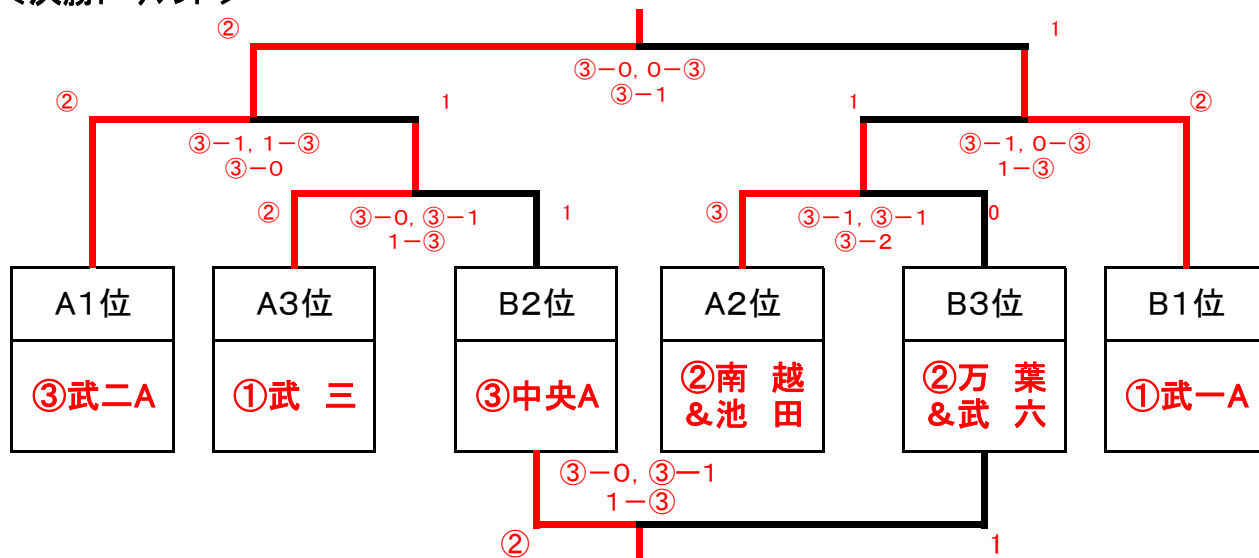 ②
1
③－0, 0－③
③－1
②
1
1
②
③－1, 1－③
③－0
③－1, 0－③
1－③
②
1
③
0
③－0, ③－1
1－③
③－1, ③－1
③－2
A1位
A3位
B2位
A2位
B3位
B1位
③武二A
①武　三
③中央A
②南　越
＆池　田
②万　葉
＆武　六
①武一A
③－0, ③－1
1－③
②
1